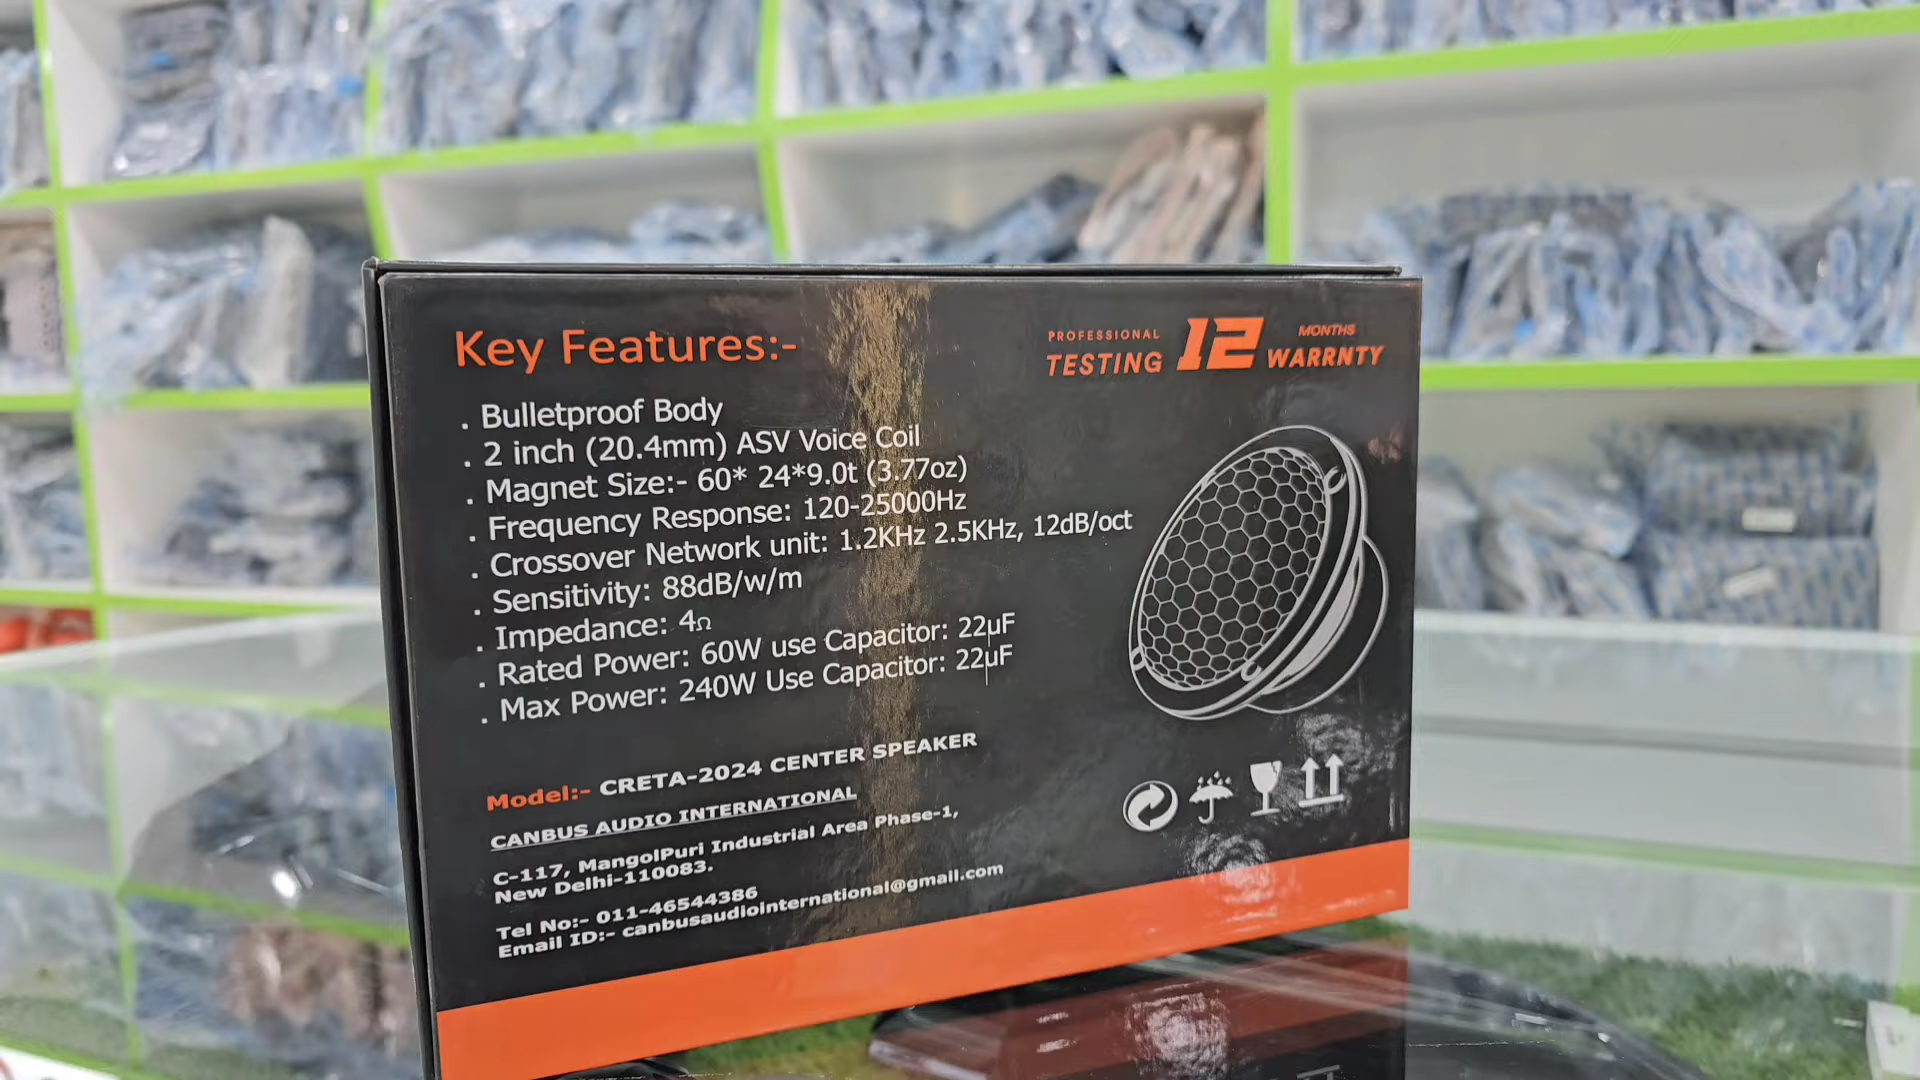 Key Features:-
PROFESSIONAL
TESTING
12
MONTHS
WARRNTY
. Bulletproof Body
. 2 inch (20.4mm) ASV Voice Coil
. Magnet Size:- 60* 24*9.0t (3.77oz)
. Frequency Response: 120-25000Hz
. Crossover Network unit: 1.2KHz 2.5KHz, 12dB/oct
. Sensitivity: 88dB/w/m
. Impedance: 4Ω
. Rated Power: 60W use Capacitor: 22µF
. Max Power: 240W Use Capacitor: 22µF
Model:- CRETA-2024 CENTER SPEAKER
CANBUS AUDIO INTERNATIONAL
C-117, MangolPuri Industrial Area Phase-1,
New Delhi-110083.
Tel No:- 011-46544386
Email ID:- canbusaudiointernational@gmail.com